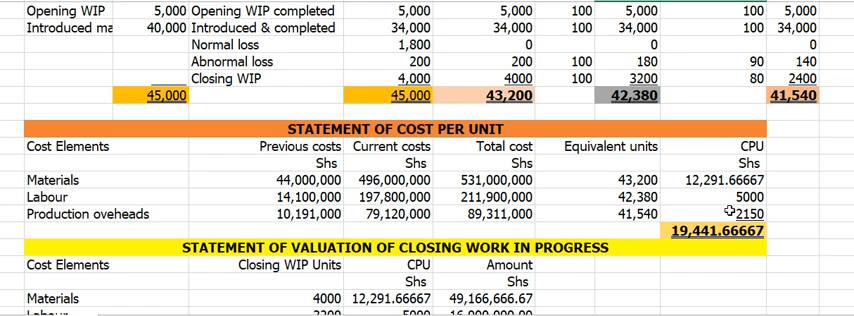 Opening WIP 5,000 Opening WIP completed 5,000 5,000 100 5,000 100 5,000
Introduced ma 40,000 Introduced & completed 34,000 34,000 100 34,000 100 34,000
Normal loss 1,800 0 0 0
Abnormal loss 200 200 100 180 90 140
Closing WIP 4,000 4000 100 3200 80 2400
45,000 45,000 43,200 42,380 41,540
STATEMENT OF COST PER UNIT
Cost Elements Previous costs Current costs Total cost Equivalent units CPU
Shs Shs Shs Shs
Materials 44,000,000 496,000,000 531,000,000 43,200 12,291.66667
Labour 14,100,000 197,800,000 211,900,000 42,380 5000
Production oveheads 10,191,000 79,120,000 89,311,000 41,540 2150
19,441.66667
STATEMENT OF VALUATION OF CLOSING WORK IN PROGRESS
Cost Elements Closing WIP Units CPU Amount
Shs Shs
Materials 4000 12,291.66667 49,166,666.67